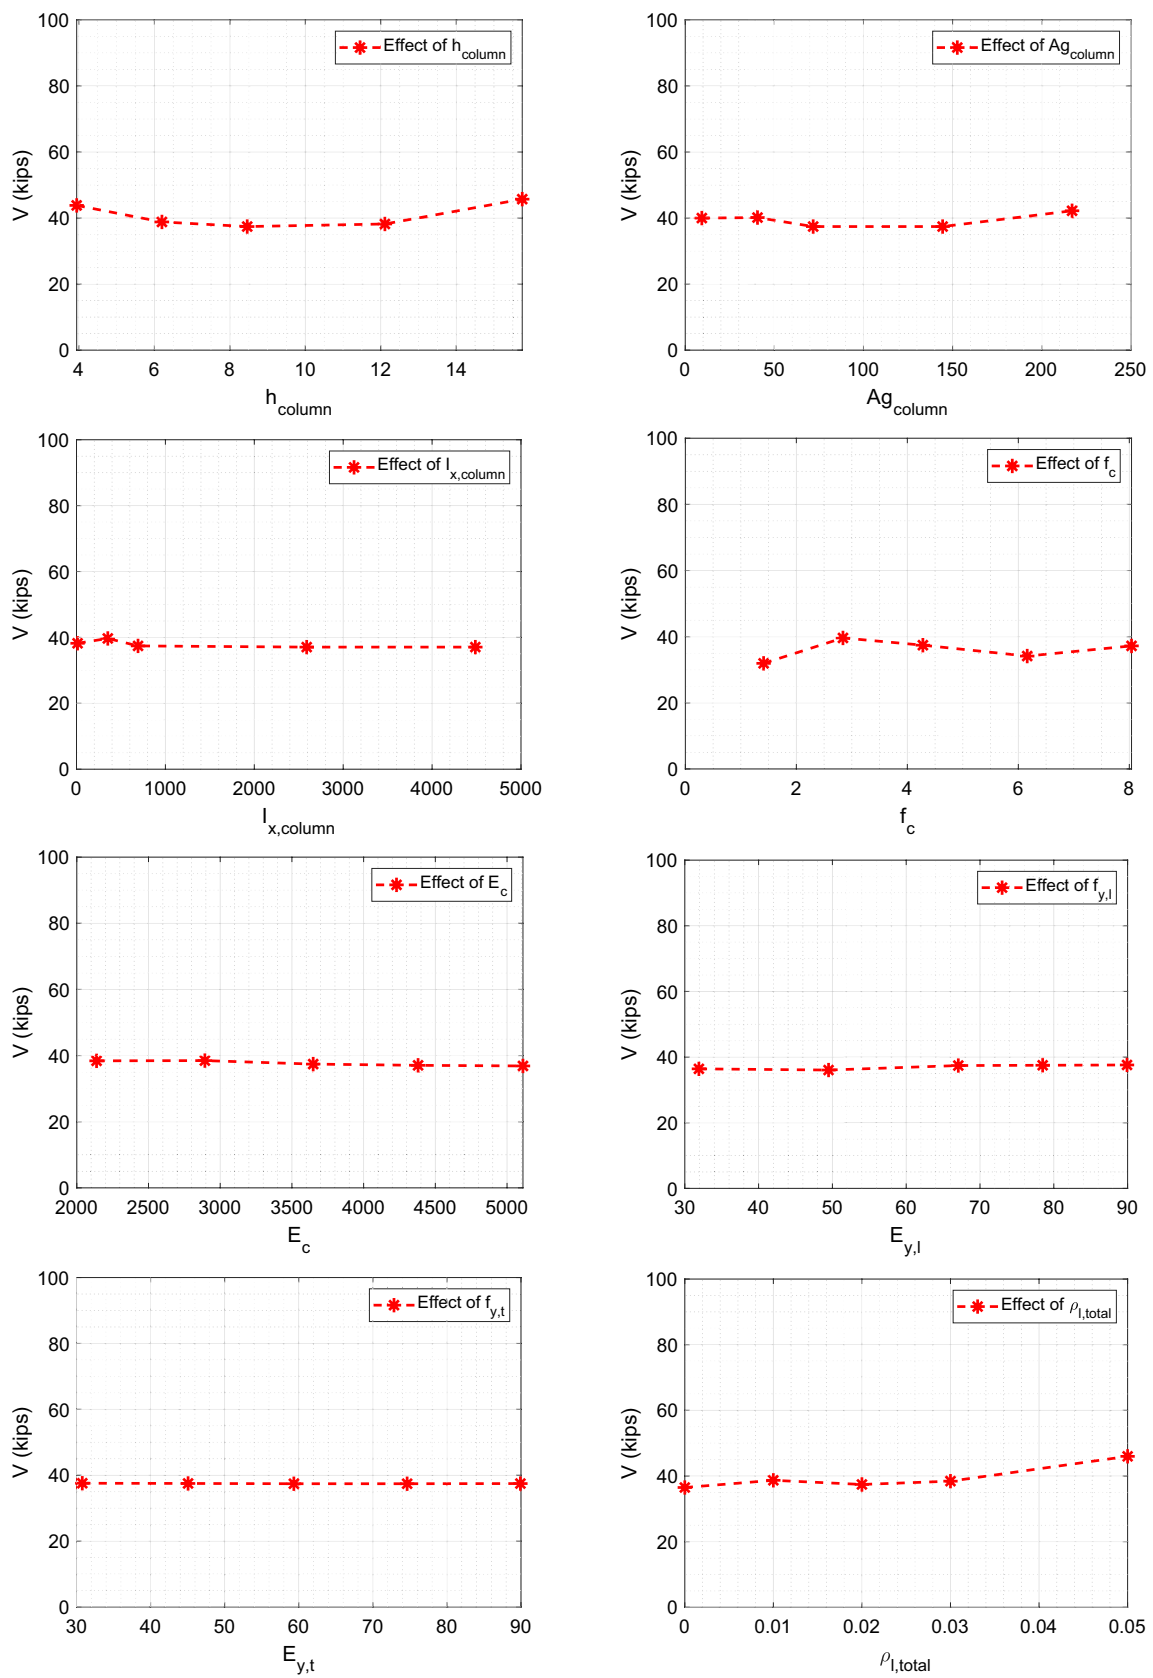 100
80
60
40
20
0
V (kips)
Effect of h_column
4 6 8 10 12 14
h_column
100
80
60
40
20
0
V (kips)
Effect of Ag_column
0 50 100 150 200 250
Ag_column
100
80
60
40
20
0
V (kips)
Effect of I_x,column
0 1000 2000 3000 4000 5000
I_x,column
100
80
60
40
20
0
V (kips)
Effect of f_c
0 2 4 6 8
f_c
100
80
60
40
20
0
V (kips)
Effect of E_c
2000 2500 3000 3500 4000 4500 5000
E_c
100
80
60
40
20
0
V (kips)
Effect of f_y,l
30 40 50 60 70 80 90
E_y,l
100
80
60
40
20
0
V (kips)
Effect of f_y,t
30 40 50 60 70 80 90
E_y,t
100
80
60
40
20
0
V (kips)
Effect of ρ_l,total
0 0.01 0.02 0.03 0.04 0.05
ρ_l,total